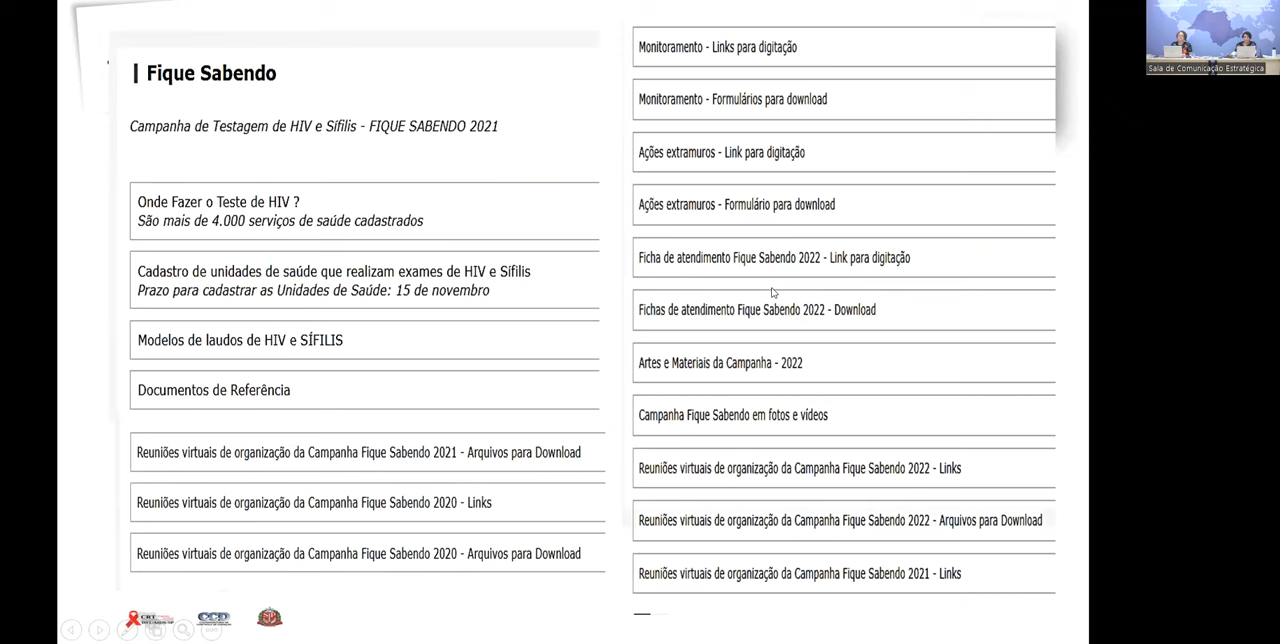 Fique Sabendo
Campanha de Testagem de HIV e Sífilis - FIQUE SABENDO 2021
Onde Fazer o Teste de HIV ?
São mais de 4.000 serviços de saúde cadastrados
Cadastro de unidades de saúde que realizam exames de HIV e Sífilis
Prazo para cadastrar as Unidades de Saúde: 15 de novembro
Modelos de laudos de HIV e SÍFILIS
Documentos de Referência
Reuniões virtuais de organização da Campanha Fique Sabendo 2021 - Arquivos para Download
Reuniões virtuais de organização da Campanha Fique Sabendo 2020 - Links
Reuniões virtuais de organização da Campanha Fique Sabendo 2020 - Arquivos para Download
Monitoramento - Links para digitação
Monitoramento - Formulários para download
Ações extramuros - Link para digitação
Ações extramuros - Formulário para download
Ficha de atendimento Fique Sabendo 2022 - Link para digitação
Fichas de atendimento Fique Sabendo 2022 - Download
Artes e Materiais da Campanha - 2022
Campanha Fique Sabendo em fotos e vídeos
Reuniões virtuais de organização da Campanha Fique Sabendo 2022 - Links
Reuniões virtuais de organização da Campanha Fique Sabendo 2022 - Arquivos para Download
Reuniões virtuais de organização da Campanha Fique Sabendo 2021 - Links
CRT
CCD
Sala de Comunicação Estratégica